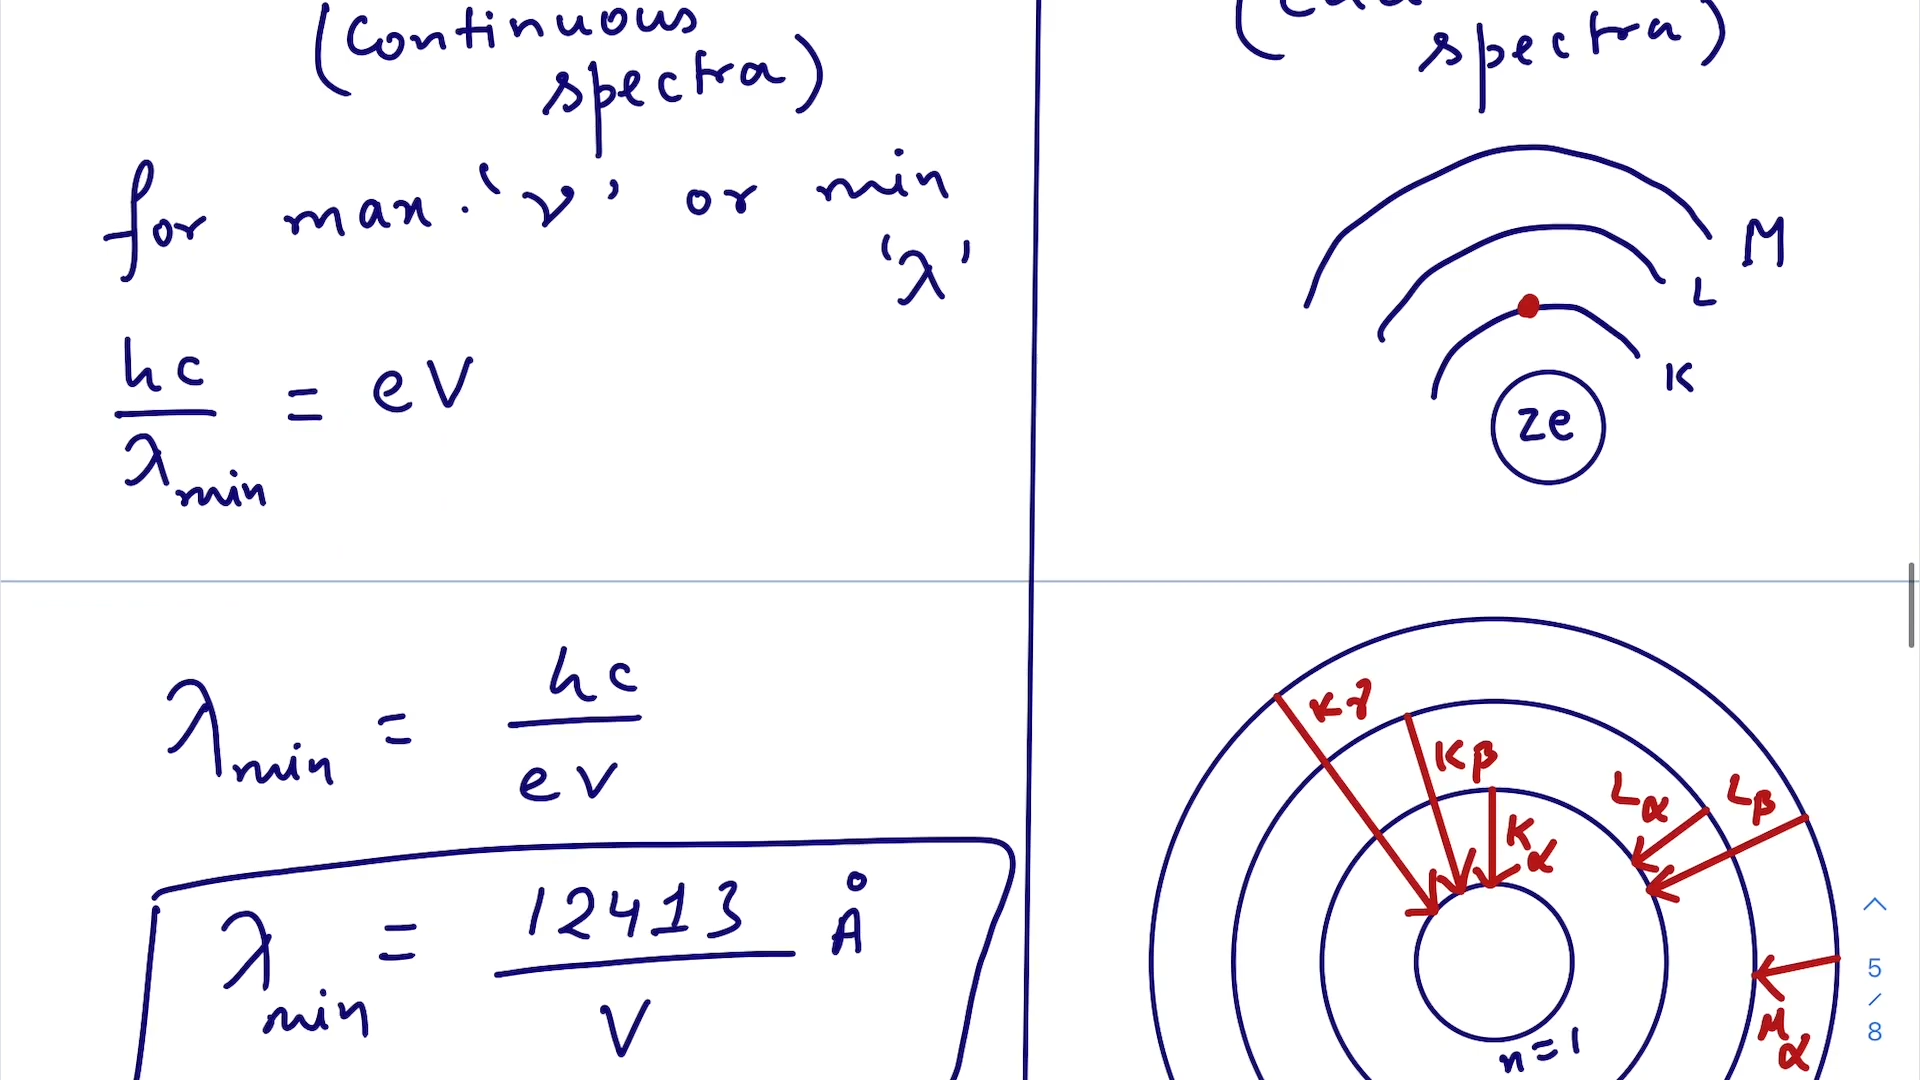 (Continuous
spectra)
for max. 'ν' or min
'λ'
hc
λmin
= eV
λmin = hc
eV
λmin = 12413 Å
V
spectra)
M
L
K
ze
Kγ
Kβ
Kα
Lα
Lβ
Mα
n=1
5
/
8